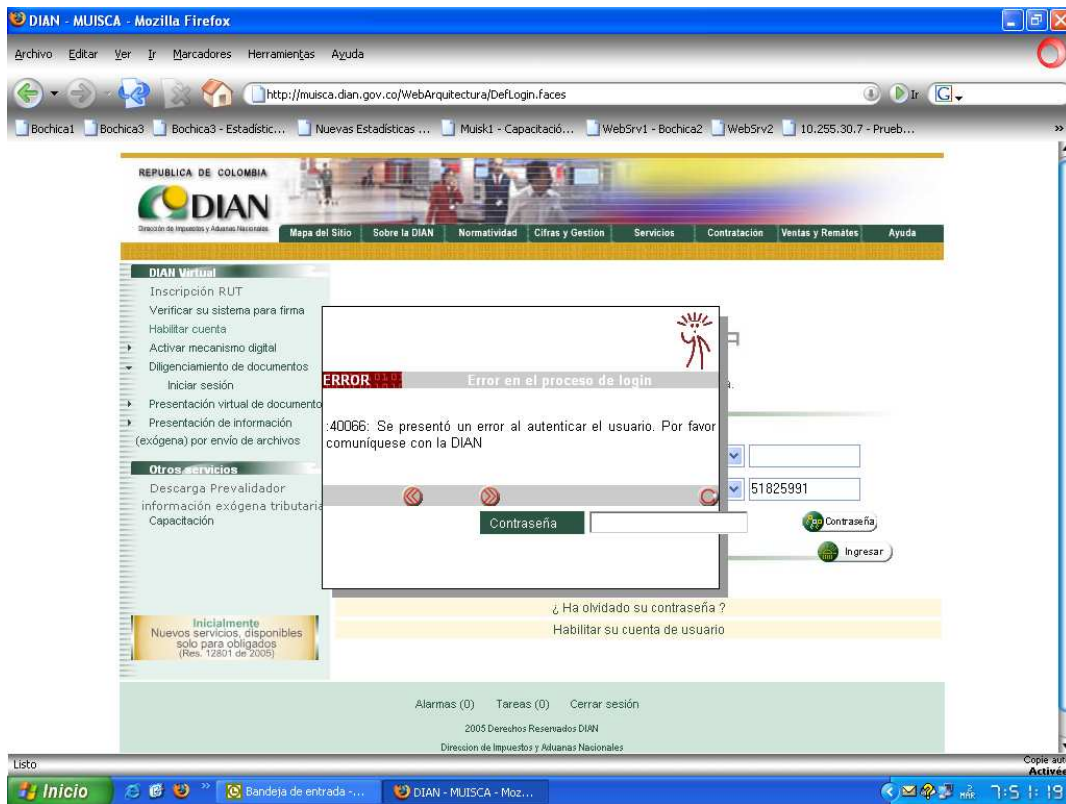 DIAN - MUISCA - Mozilla Firefox
Archivo Editar Ver Ir Marcadores Herramientas Ayuda
http://muisca.dian.gov.co/WebArquitectura/DefLogin.faces Ir G
Bochica1 Bochica3 Bochica3 - Estadístic... Nuevas Estadísticas ... Muisk1 - Capacitació... WebSrv1 - Bochica2 WebSrv2 10.255.30.7 - Prueb... »
REPUBLICA DE COLOMBIA
DIAN
Dirección de Impuestos y Aduanas Nacionales
Mapa del Sitio Sobre la DIAN Normatividad Cifras y Gestión Servicios Contratación Ventas y Remates Ayuda
DIAN Virtual
Inscripción RUT
Verificar su sistema para firma
Habilitar cuenta
Activar mecanismo digital
Diligenciamiento de documentos
Iniciar sesión
Presentación virtual de documento
Presentación de información
(exógena) por envío de archivos
Otros servicios
Descarga Prevalidador
información exógena tributaria
Capacitación
Inicialmente
Nuevos servicios, disponibles
solo para obligados
(Res. 12801 de 2005)
ERROR Error en el proceso de login
:40066: Se presentó un error al autenticar el usuario. Por favor
comuníquese con la DIAN
51825991
Contraseña
Contraseña
Ingresar
¿ Ha olvidado su contraseña ?
Habilitar su cuenta de usuario
Alarmas (0) Tareas (0) Cerrar sesión
2005 Derechos Reservados DIAN
Direccion de Impuestos y Aduanas Nacionales
Listo
Copie aut
Activée
Inicio » Bandeja de entrada -... DIAN - MUISCA - Moz... MAR 7:51:19